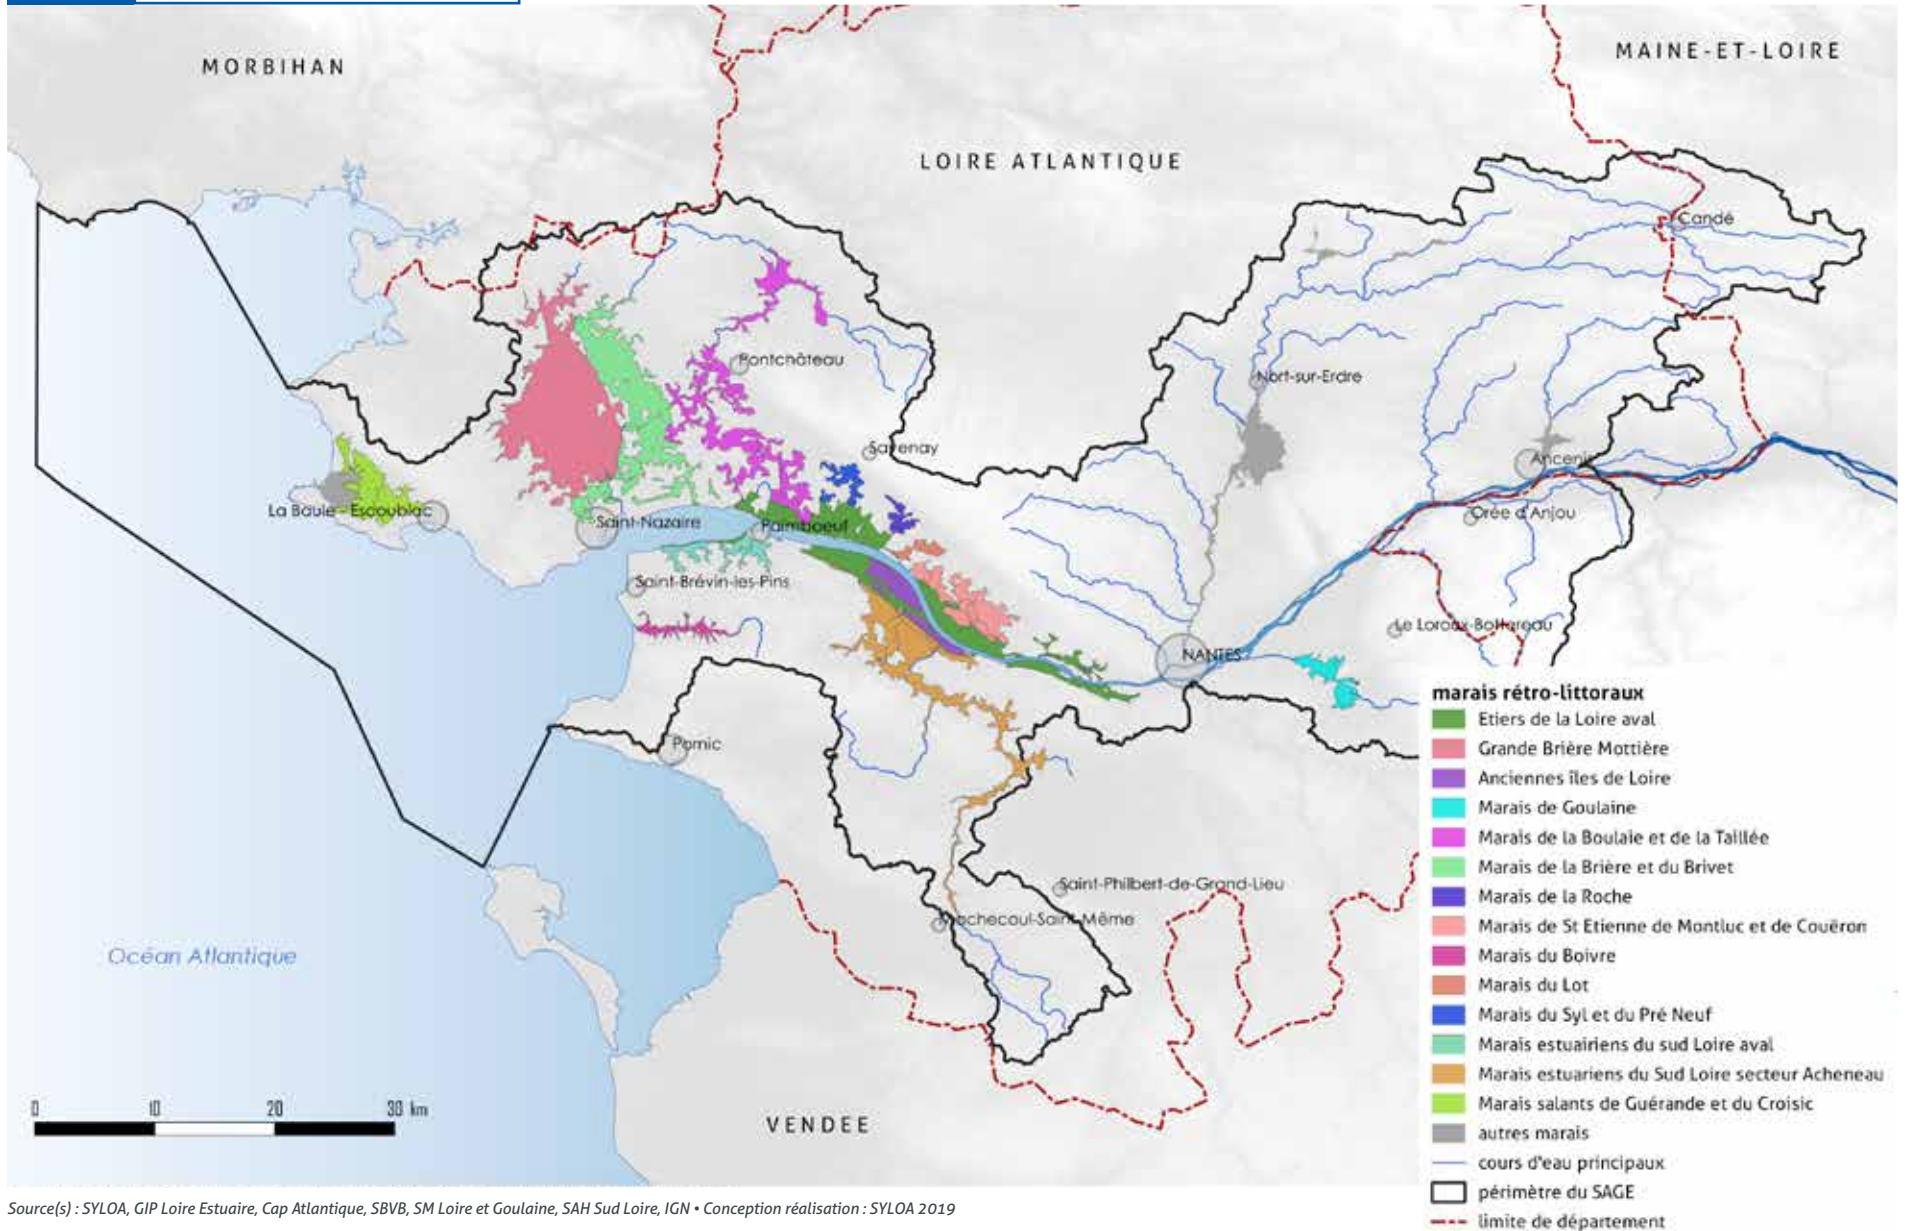 MORBIHAN
MAINE-ET-LOIRE
LOIRE ATLANTIQUE
Candé
Pontchâteau
Nort-sur-Erdre
Savenay
Ancenis
La Baule - Escoublac
Saint-Nazaire
Paimboeuf
Orée d'Anjou
Saint-Brévin-les-Pins
Le Loroux-Bottereau
NANTES
Pornic
Saint-Philbert-de-Grand-Lieu
Machecoul-Saint-Même
Océan Atlantique
VENDEE
0 10 20 30 km
marais rétro-littoraux
Etiers de la Loire aval
Grande Brière Mottière
Anciennes îles de Loire
Marais de Goulaine
Marais de la Boulaie et de la Taillée
Marais de la Brière et du Brivet
Marais de la Roche
Marais de St Etienne de Montluc et de Couëron
Marais du Boivre
Marais du Lot
Marais du Syl et du Pré Neuf
Marais estuairiens du sud Loire aval
Marais estuariens du Sud Loire secteur Acheneau
Marais salants de Guérande et du Croisic
autres marais
cours d'eau principaux
périmètre du SAGE
limite de département
Source(s) : SYLOA, GIP Loire Estuaire, Cap Atlantique, SBVB, SM Loire et Goulaine, SAH Sud Loire, IGN • Conception réalisation : SYLOA 2019